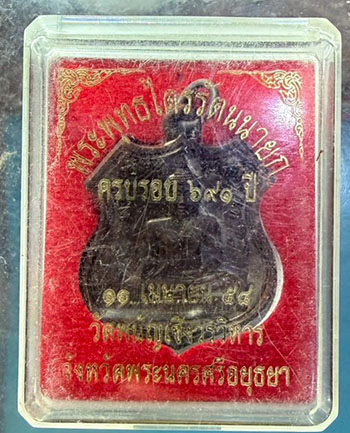 พระพุทธไตรรัตนนายก
ครบรอบ ๖๙๑ ปี
๑๑ เมษายน ๕๘
วัดพนัญเชิงวรวิหาร
จังหวัดพระนครศรีอยุธยา